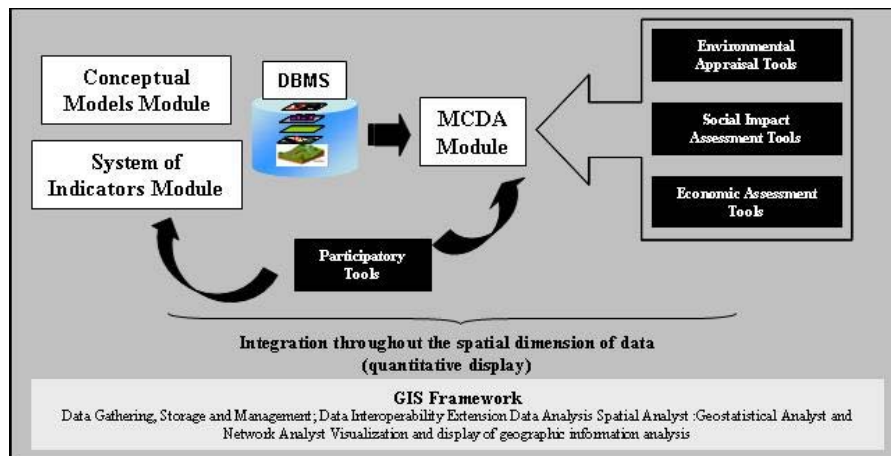 Conceptual
Models Module
DBMS
System of
Indicators Module
MCDA
Module
Environmental
Appraisal Tools
Social Impact
Assessment Tools
Economic Assessment
Tools
Participatory
Tools
Integration throughout the spatial dimension of data
(quantitative display)
GIS Framework
Data Gathering, Storage and Management; Data Interoperability Extension Data Analysis Spatial Analyst :Geostatistical Analyst and
Network Analyst Visualization and display of geographic information analysis